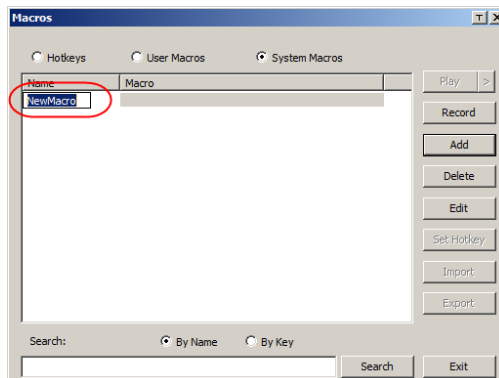 Macros
Hotkeys User Macros System Macros
Name Macro
NewMacro
Play >
Record
Add
Delete
Edit
Set Hotkey
Import
Export
Search: By Name By Key
Search Exit